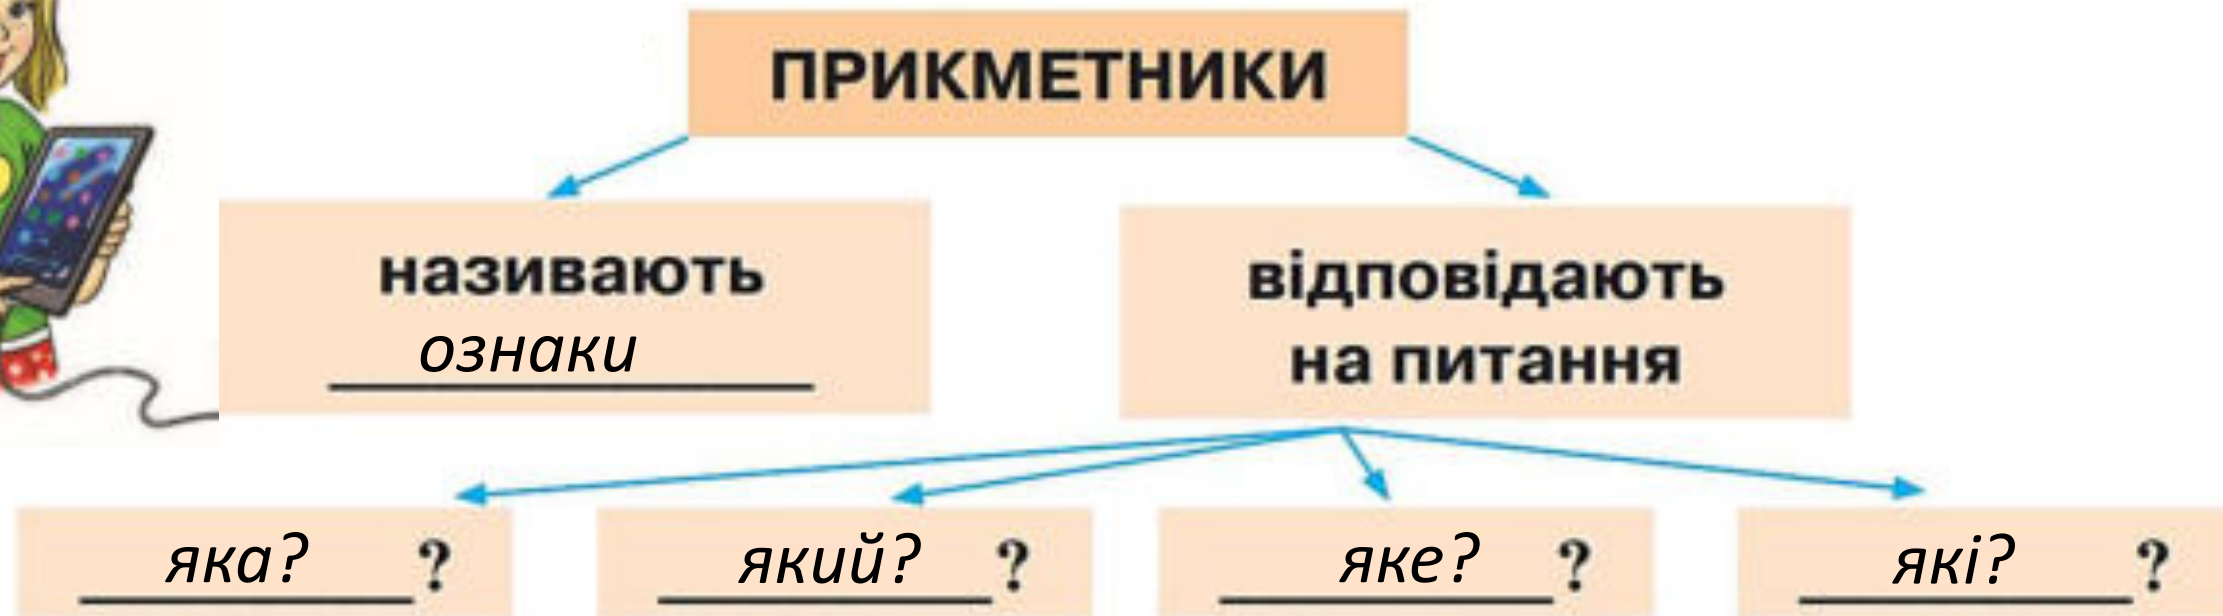 ПРИКМЕТНИКИ
називають
ознаки
відповідають
на питання
яка? ?
який? ?
яке? ?
які? ?